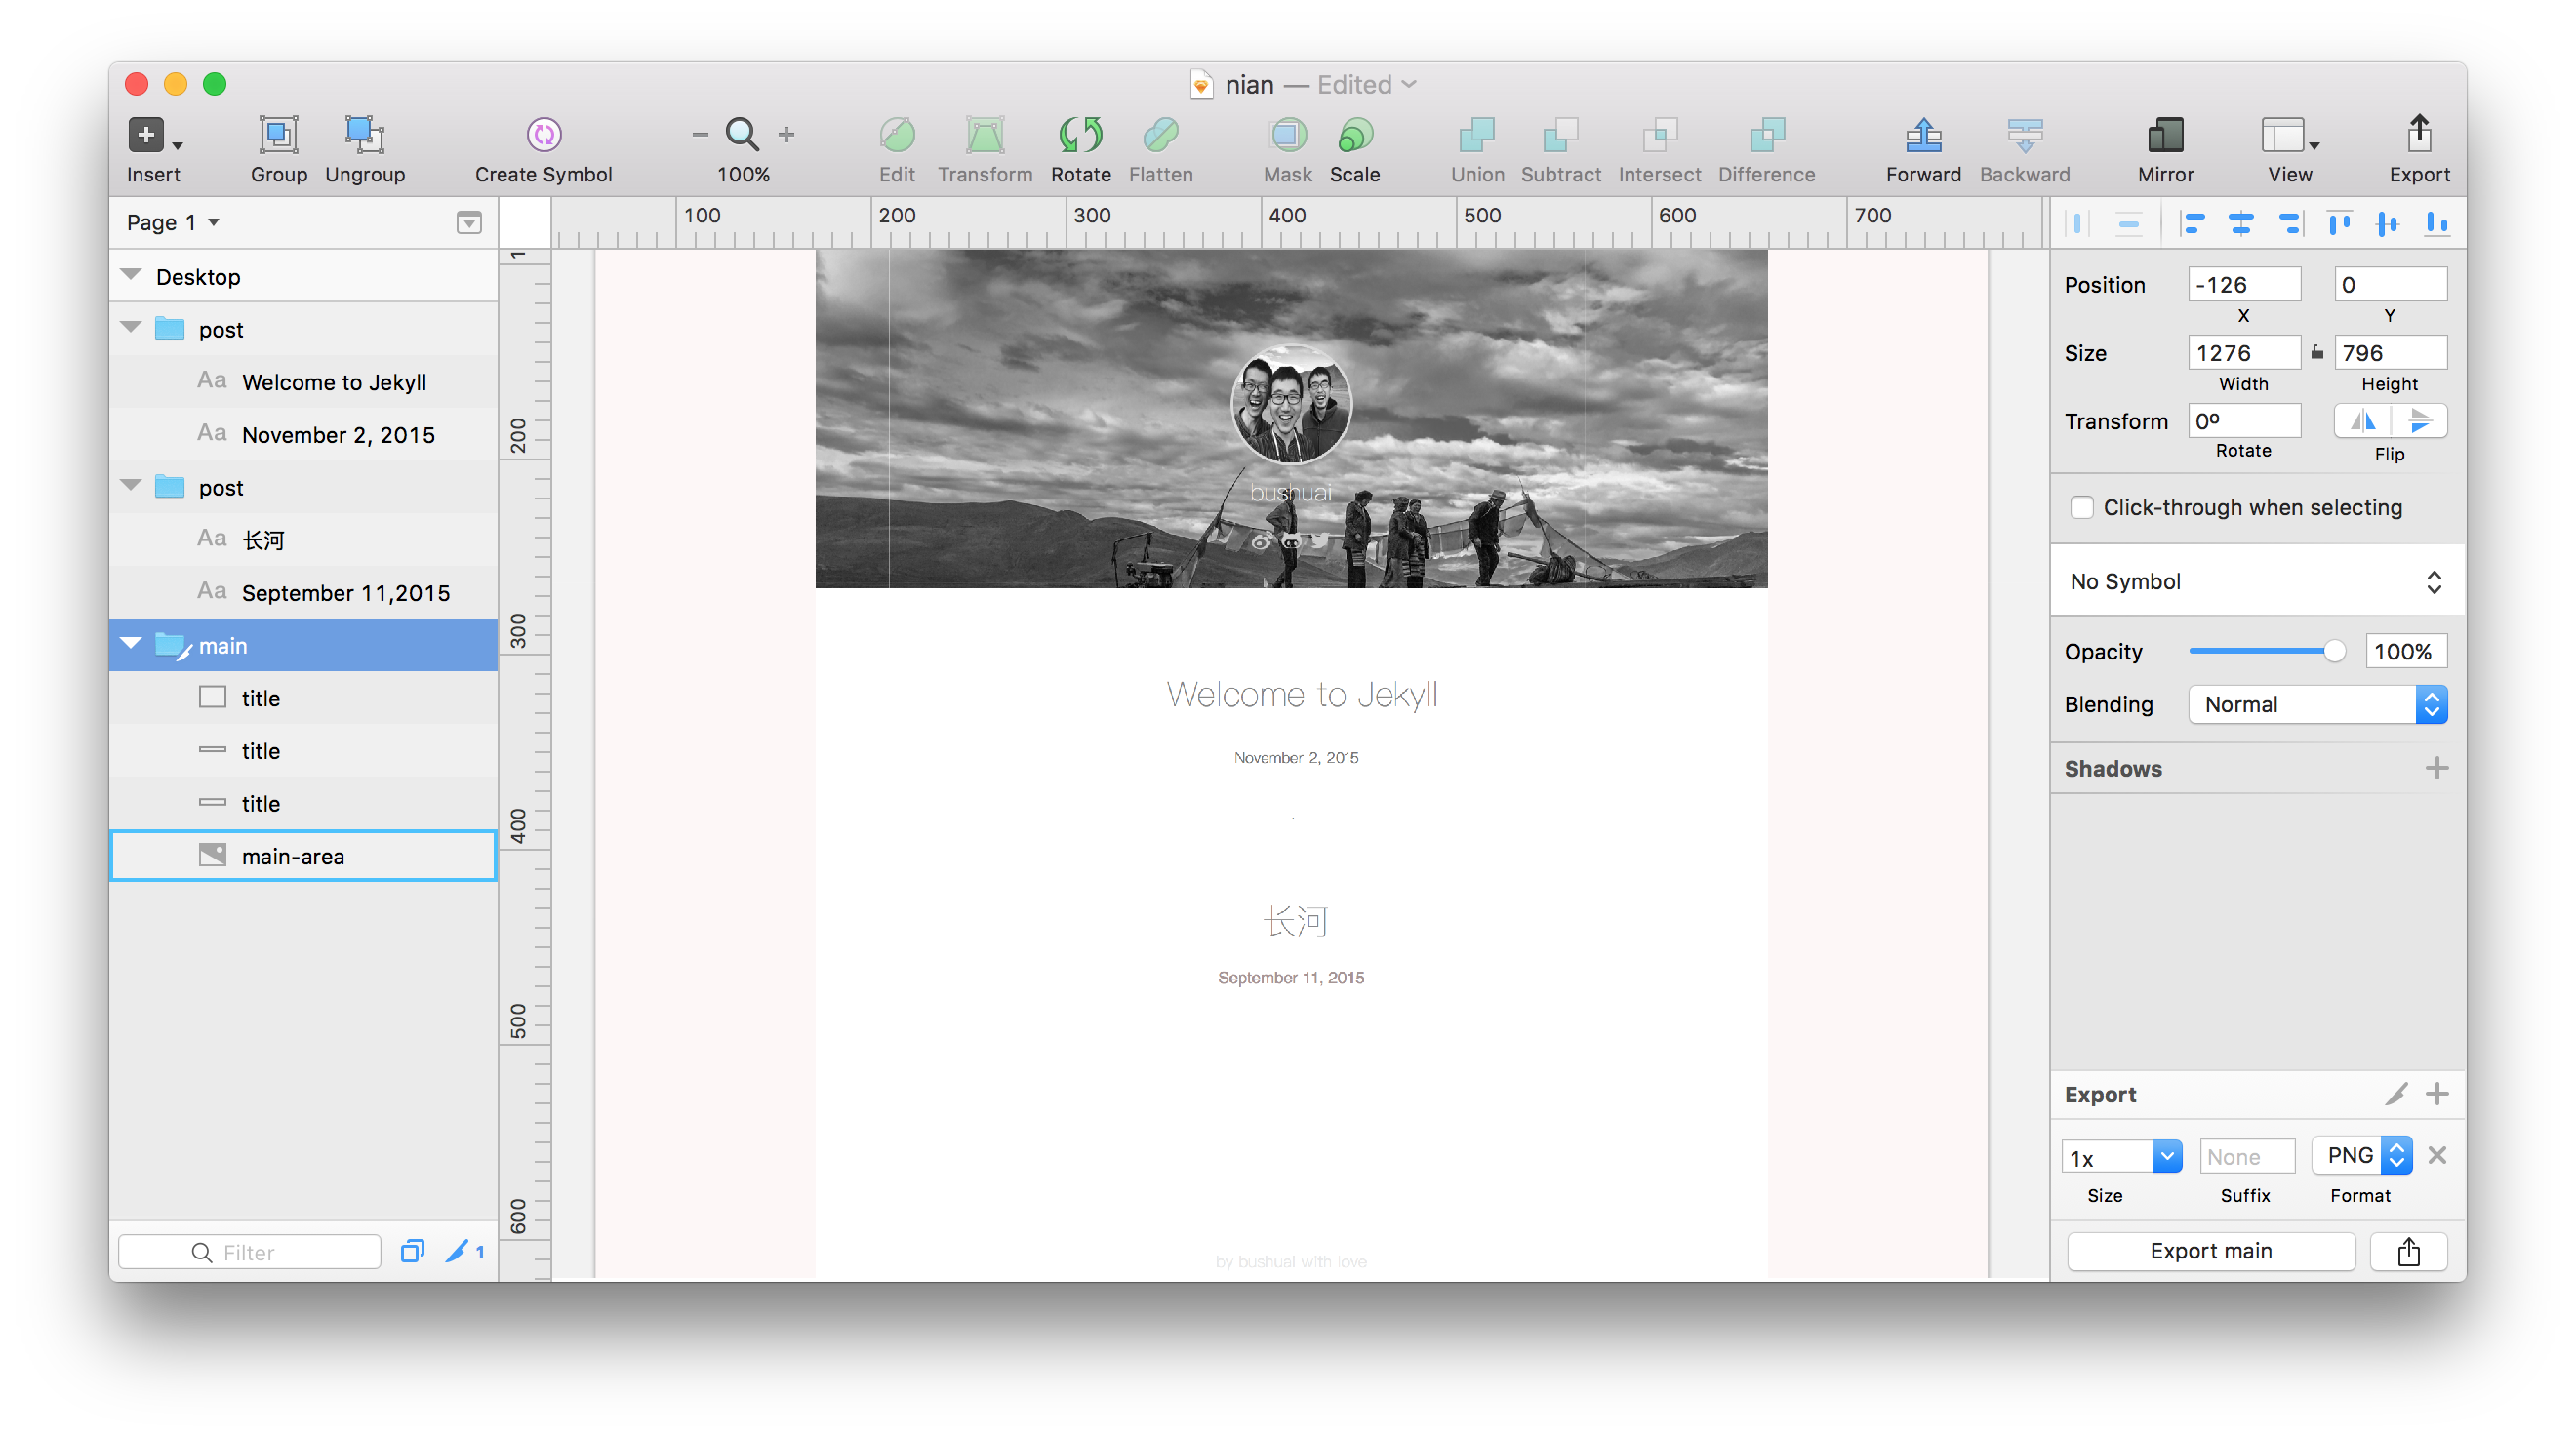 nian — Edited
Insert
Group
Ungroup
Create Symbol
100%
Edit
Transform
Rotate
Flatten
Mask
Scale
Union
Subtract
Intersect
Difference
Forward
Backward
Mirror
View
Export
Page 1
100 200 300 400 500 600 700
Desktop
post
Aa Welcome to Jekyll
Aa November 2, 2015
post
Aa 长河
Aa September 11,2015
main
title
title
title
main-area
Filter
1
1
200
300
400
500
600
bushuai
Welcome to Jekyll
November 2, 2015
长河
September 11, 2015
by bushuai with love
Position -126 0
X Y
Size 1276 796
Width Height
Transform 0º
Rotate Flip
Click-through when selecting
No Symbol
Opacity 100%
Blending Normal
Shadows
Export
1x None PNG
Size Suffix Format
Export main